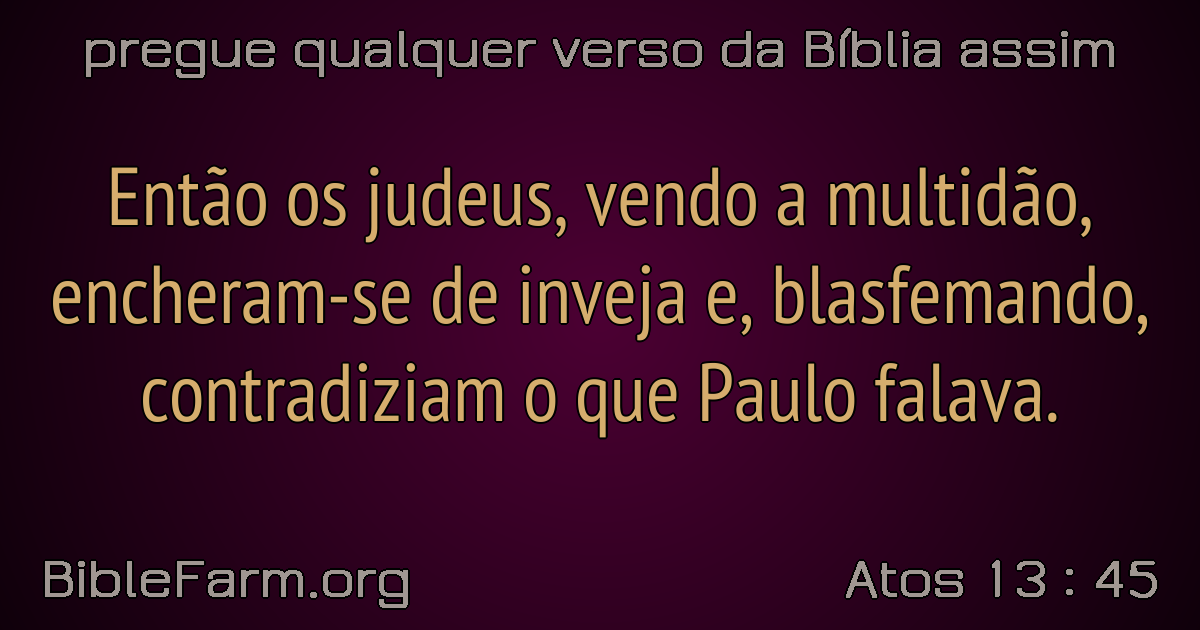 pregue qualquer verso da Bíblia assim
Então os judeus, vendo a multidão,
encheram-se de inveja e, blasfemando,
contradiziam o que Paulo falava.
BibleFarm.org
Atos 13 : 45